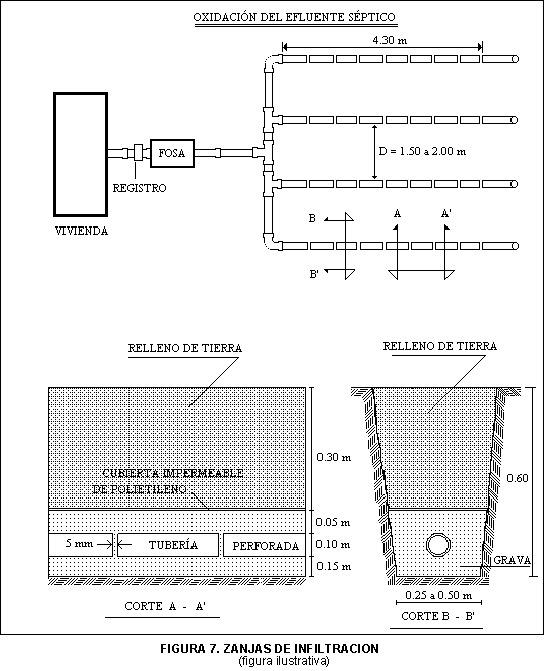 OXIDACIÓN DEL EFLUENTE SÉPTICO
4.30 m
FOSA
D = 1.50 a 2.00 m
REGISTRO
VIVIENDA
B
A
A'
B'
RELLENO DE TIERRA
RELLENO DE TIERRA
0.30 m
0.60
CUBIERTA IMPERMEABLE
DE POLIETILENO
0.05 m
5 mm
TUBERÍA
PERFORADA
0.10 m
GRAVA
0.15 m
0.25 a 0.50 m
CORTE A - A'
CORTE B - B'
FIGURA 7. ZANJAS DE INFILTRACION
(figura ilustrativa)